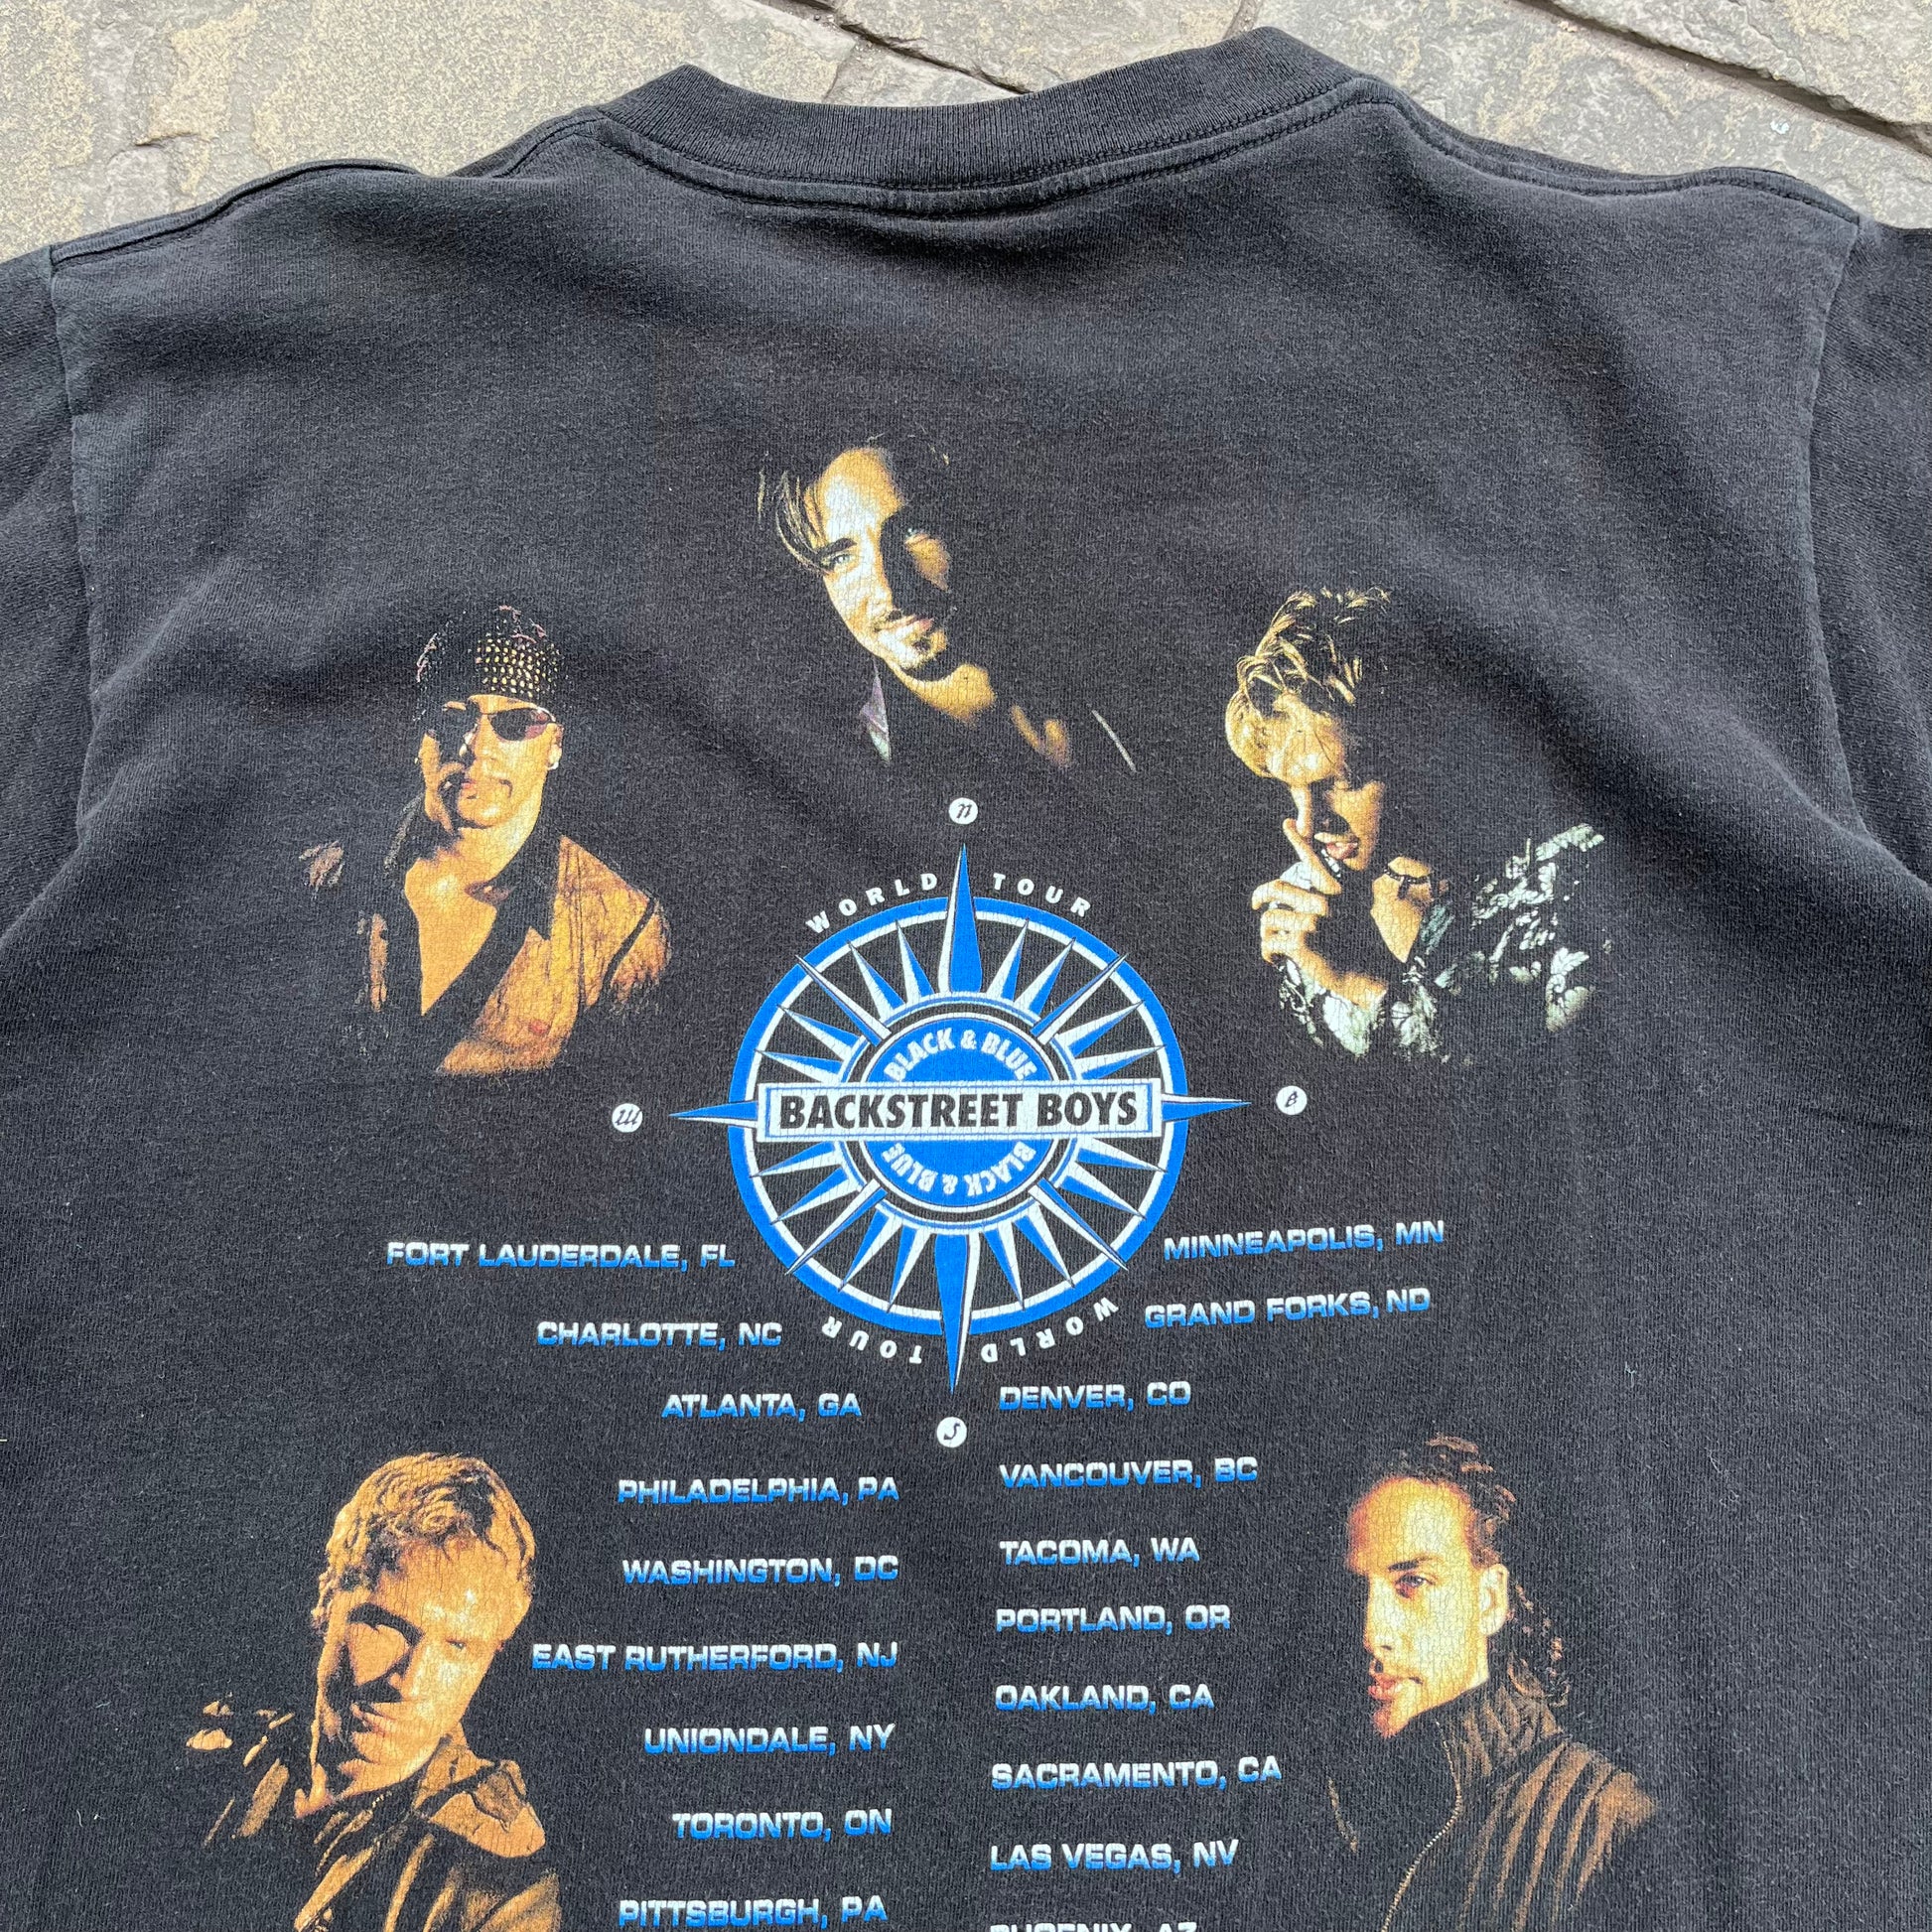 n
WORLD TOUR
BLACK & BLUE
W
BACKSTREET BOYS
E
BLACK & BLUE
WORLD TOUR
S
FORT LAUDERDALE, FL
CHARLOTTE, NC
ATLANTA, GA
PHILADELPHIA, PA
WASHINGTON, DC
EAST RUTHERFORD, NJ
UNIONDALE, NY
TORONTO, ON
PITTSBURGH, PA
MINNEAPOLIS, MN
GRAND FORKS, ND
DENVER, CO
VANCOUVER, BC
TACOMA, WA
PORTLAND, OR
OAKLAND, CA
SACRAMENTO, CA
LAS VEGAS, NV
PHOENIX, AZ